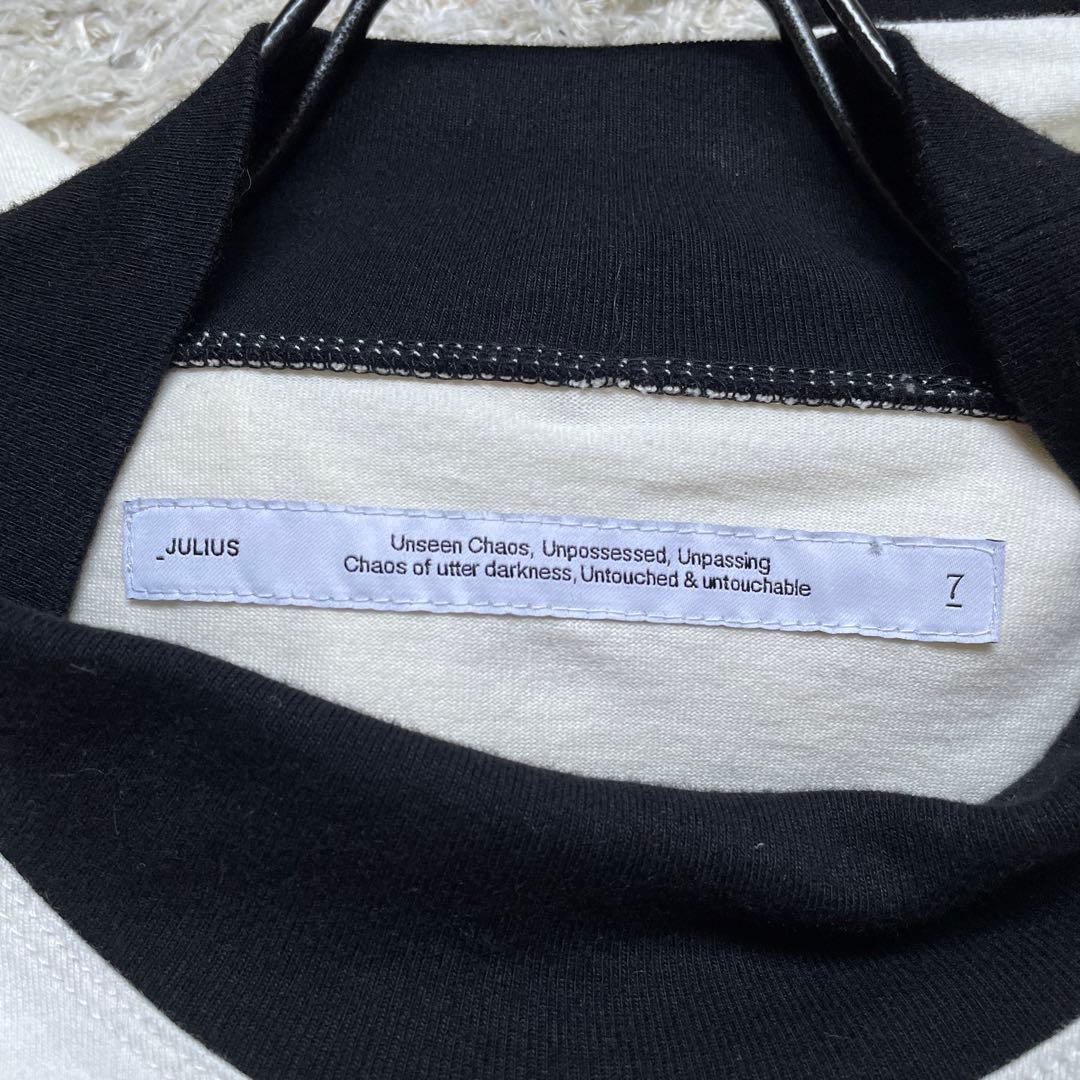 _JULIUS
Unseen Chaos, Unpossessed, Unpassing
Chaos of utter darkness, Untouched & untouchable
7